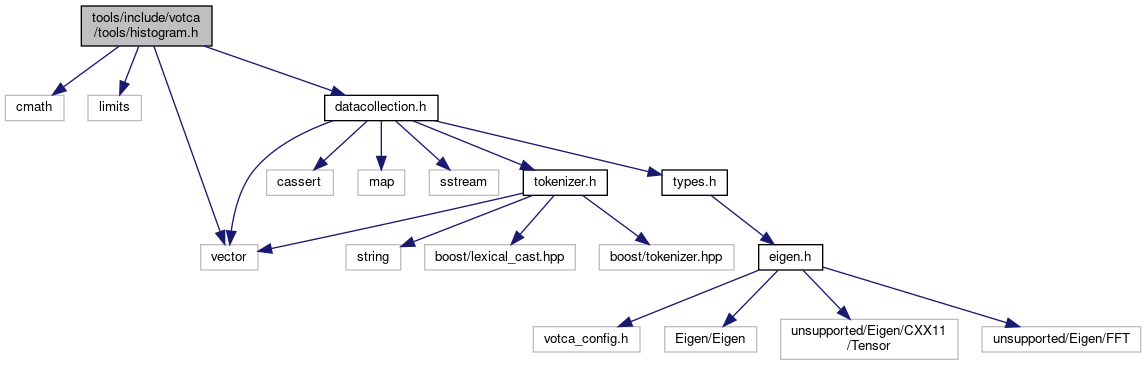 tools/include/votca
/tools/histogram.h
cmath
limits
datacollection.h
cassert
map
sstream
tokenizer.h
types.h
vector
string
boost/lexical_cast.hpp
boost/tokenizer.hpp
eigen.h
votca_config.h
Eigen/Eigen
unsupported/Eigen/CXX11
/Tensor
unsupported/Eigen/FFT